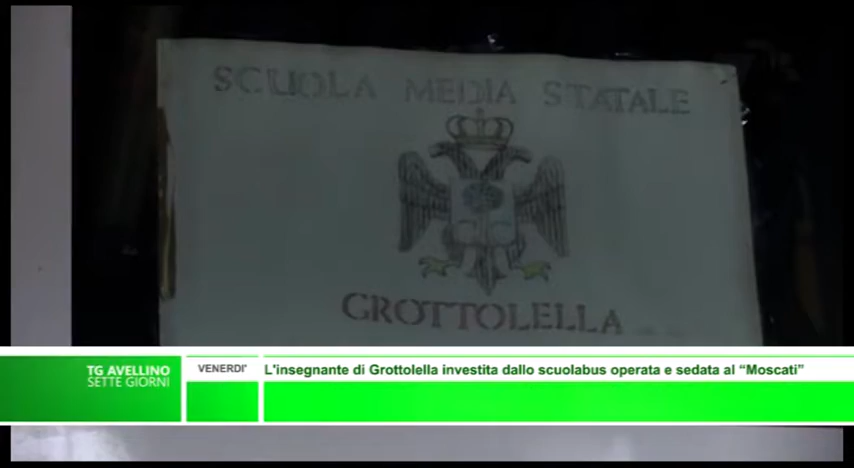 SCUOLA MEDIA STATALE
GROTTOLELLA
TG AVELLINO
SETTE GIORNI
VENERDI'
L'insegnante di Grottolella investita dallo scuolabus operata e sedata al “Moscati”